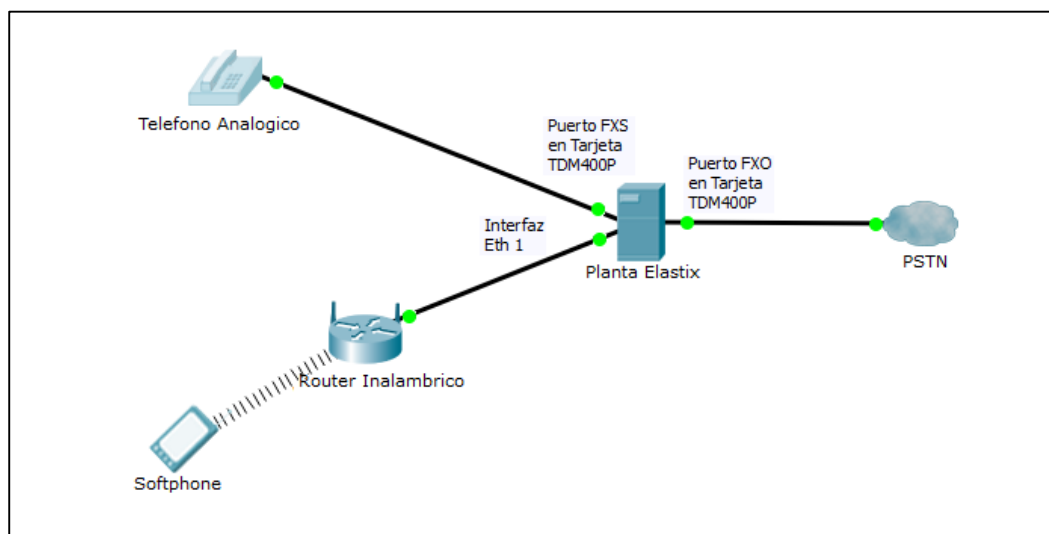 Telefono Analogico
Puerto FXS
en Tarjeta
TDM400P
Puerto FXO
en Tarjeta
TDM400P
Interfaz
Eth 1
Planta Elastix
PSTN
Router Inalambrico
Softphone